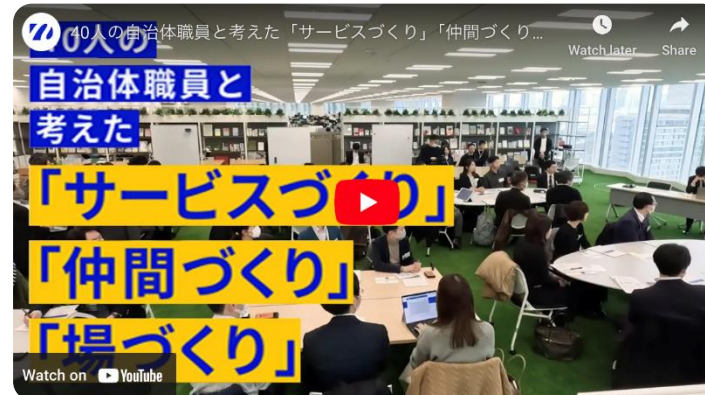 40人の自治体職員と考えた「サービスづくり」「仲間づくり...
Watch later
Share
40人の
自治体職員と
考えた
「サービスづくり」
「仲間づくり」
「場づくり」
Watch on YouTube